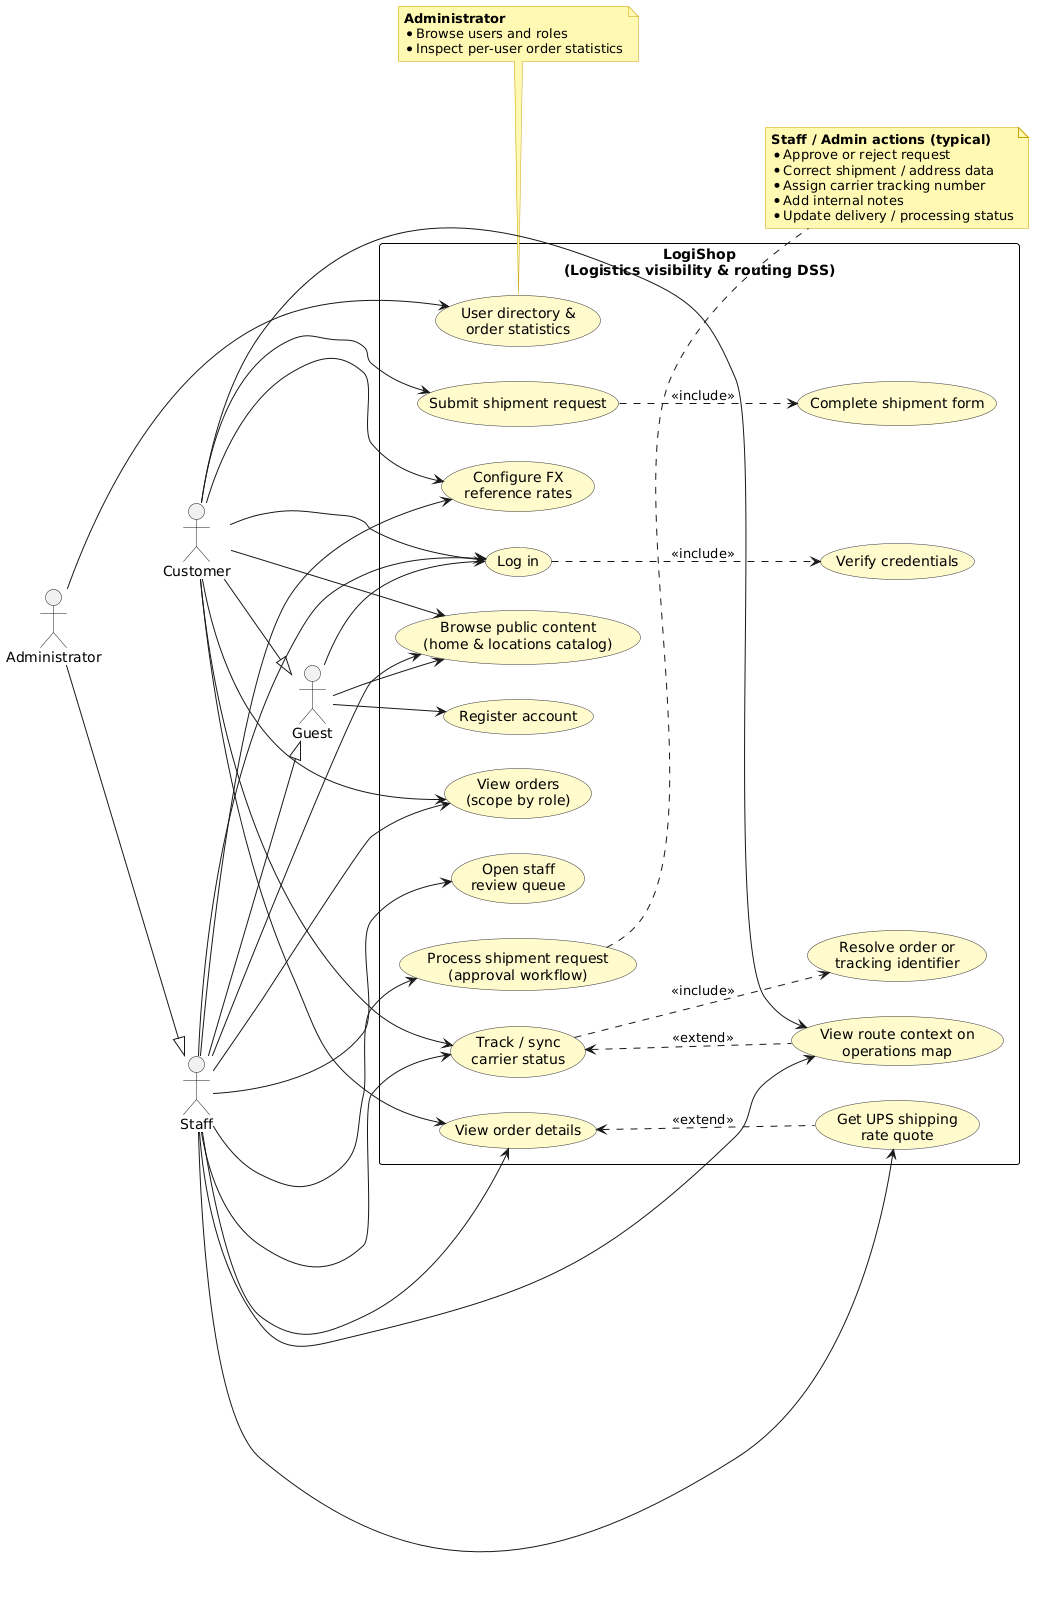 Administrator
• Browse users and roles
• Inspect per-user order statistics
Staff / Admin actions (typical)
• Approve or reject request
• Correct shipment / address data
• Assign carrier tracking number
• Add internal notes
• Update delivery / processing status
LogiShop
(Logistics visibility & routing DSS)
User directory &
order statistics
Submit shipment request
«include»
Complete shipment form
Configure FX
reference rates
Customer
Log in
«include»
Verify credentials
Administrator
Browse public content
(home & locations catalog)
Guest
Register account
View orders
(scope by role)
Open staff
review queue
Process shipment request
(approval workflow)
Resolve order or
tracking identifier
«include»
Track / sync
carrier status
«extend»
View route context on
operations map
Staff
View order details
«extend»
Get UPS shipping
rate quote